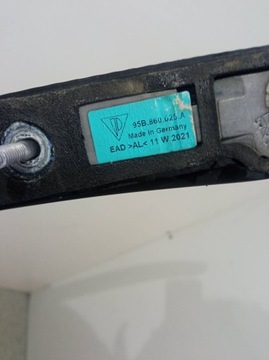 95B.860.025.A
Made in Germany
EAD >AL< 11 W 2021